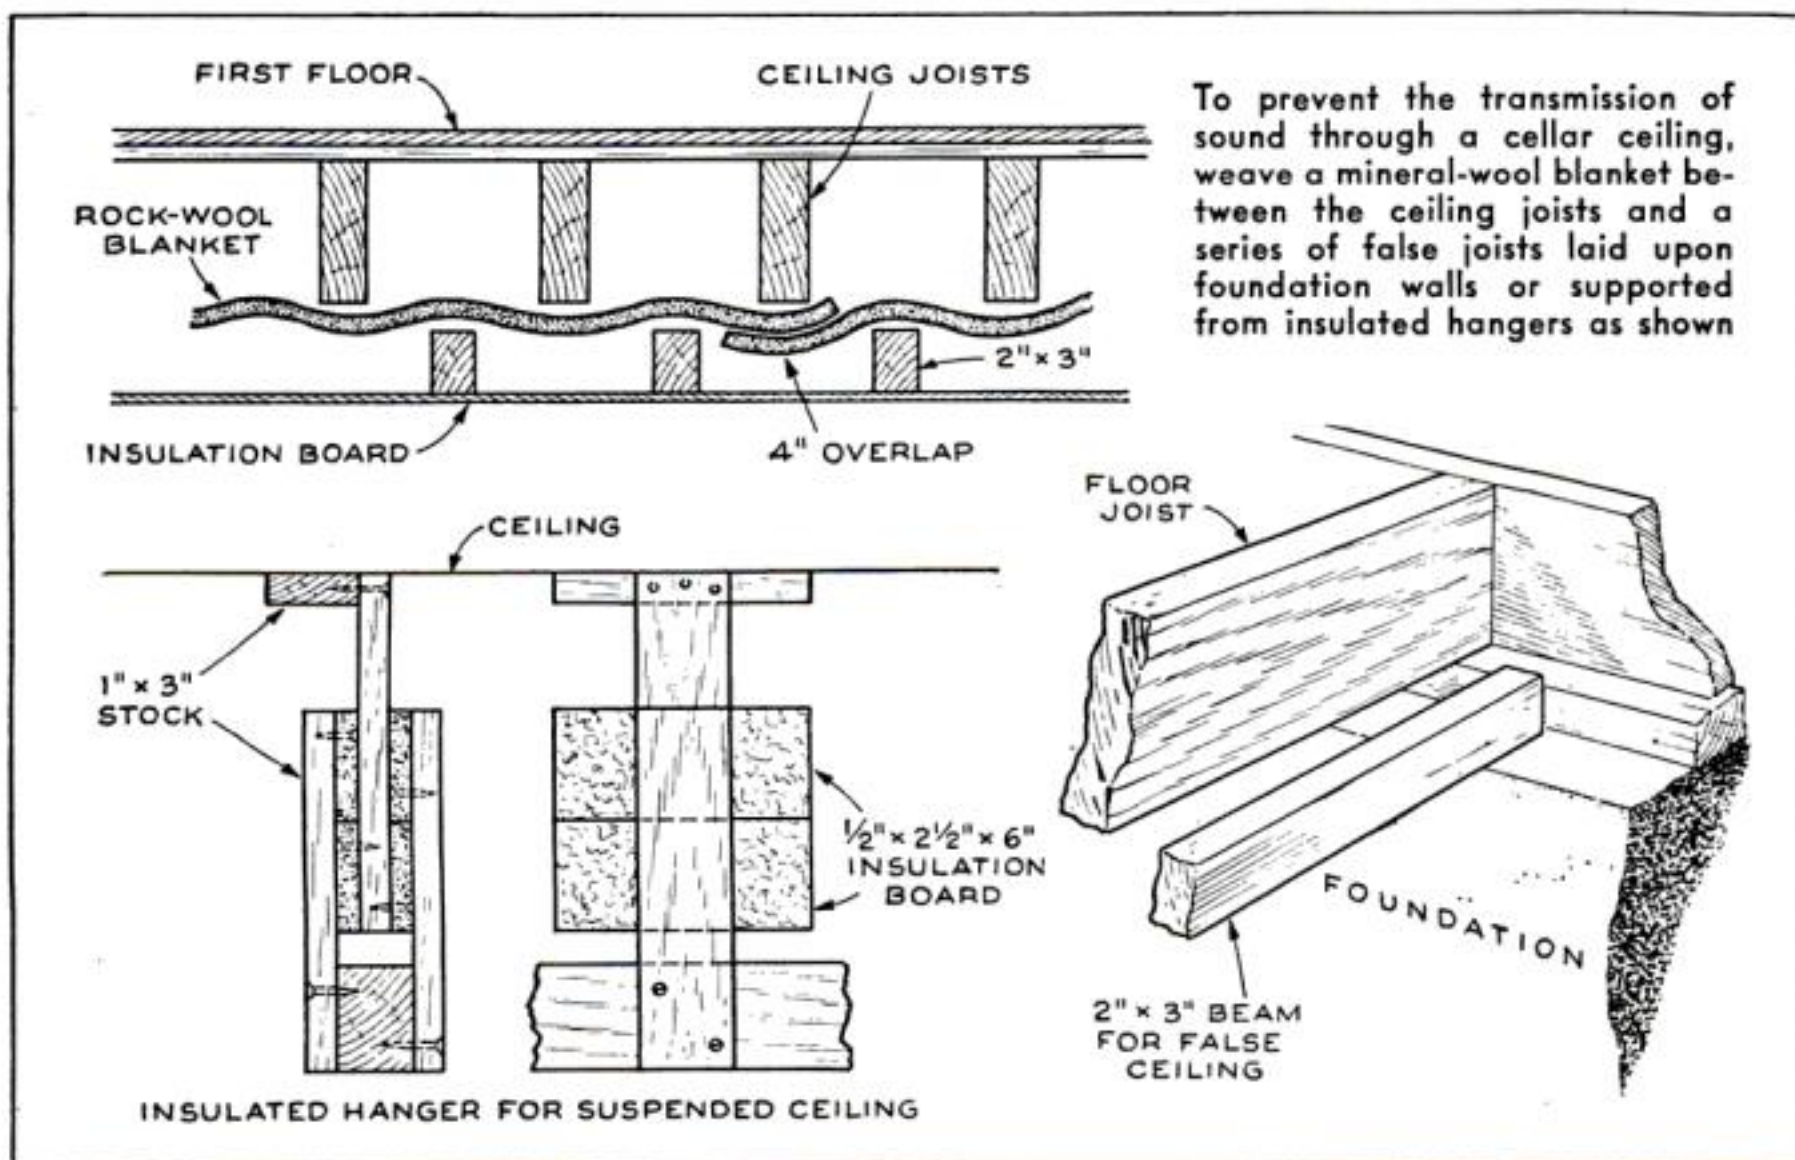 FIRST FLOOR
CEILING JOISTS
ROCK-WOOL
BLANKET
2" × 3"
INSULATION BOARD
4" OVERLAP
To prevent the transmission of
sound through a cellar ceiling,
weave a mineral-wool blanket be-
tween the ceiling joists and a
series of false joists laid upon
foundation walls or supported
from insulated hangers as shown
CEILING
1" × 3"
STOCK
½" × 2½" × 6"
INSULATION
BOARD
INSULATED HANGER FOR SUSPENDED CEILING
FLOOR
JOIST
FOUNDATION
2" × 3" BEAM
FOR FALSE
CEILING